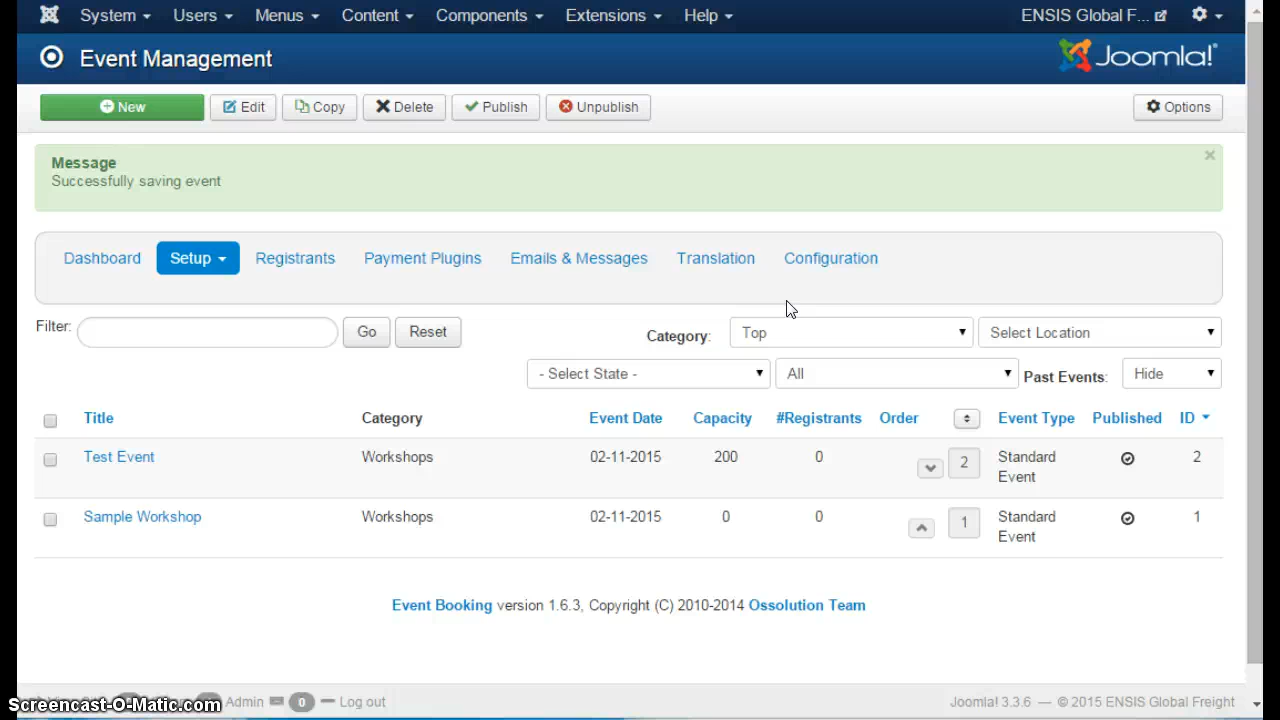 System Users Menus Content Components Extensions Help ENSIS Global F...
Event Management Joomla!
New Edit Copy Delete Publish Unpublish Options
Message
Successfully saving event
Dashboard Setup Registrants Payment Plugins Emails & Messages Translation Configuration
Filter: Go Reset Category: Top Select Location
- Select State - All Past Events: Hide
Title Category Event Date Capacity #Registrants Order Event Type Published ID
Test Event Workshops 02-11-2015 200 0 2 Standard Event 2
Sample Workshop Workshops 02-11-2015 0 0 1 Standard Event 1
Event Booking version 1.6.3, Copyright (C) 2010-2014 Ossolution Team
Admin 0 Log out Joomla! 3.3.6 — © 2015 ENSIS Global Freight
Screencast-O-Matic.com